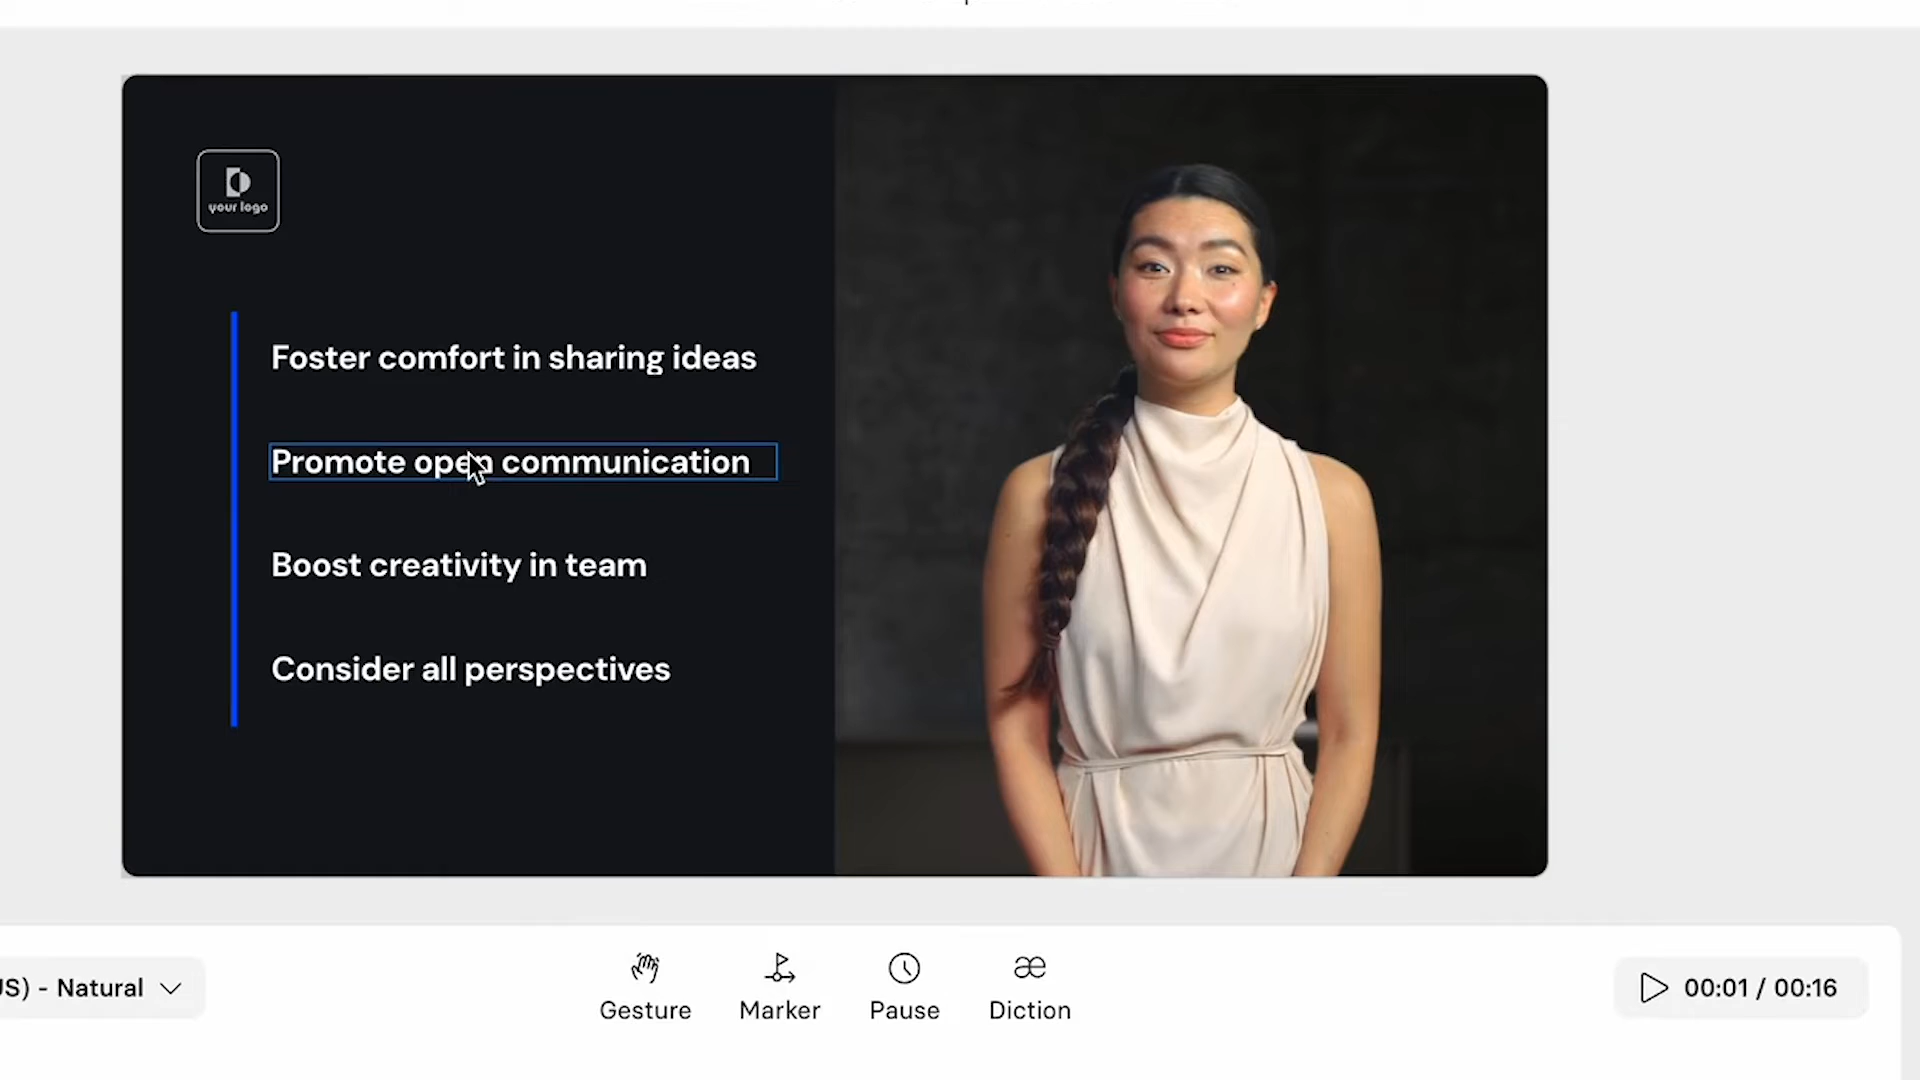 your logo
Foster comfort in sharing ideas
Promote open communication
Boost creativity in team
Consider all perspectives
US) - Natural
Gesture
Marker
Pause
æ
Diction
00:01 / 00:16